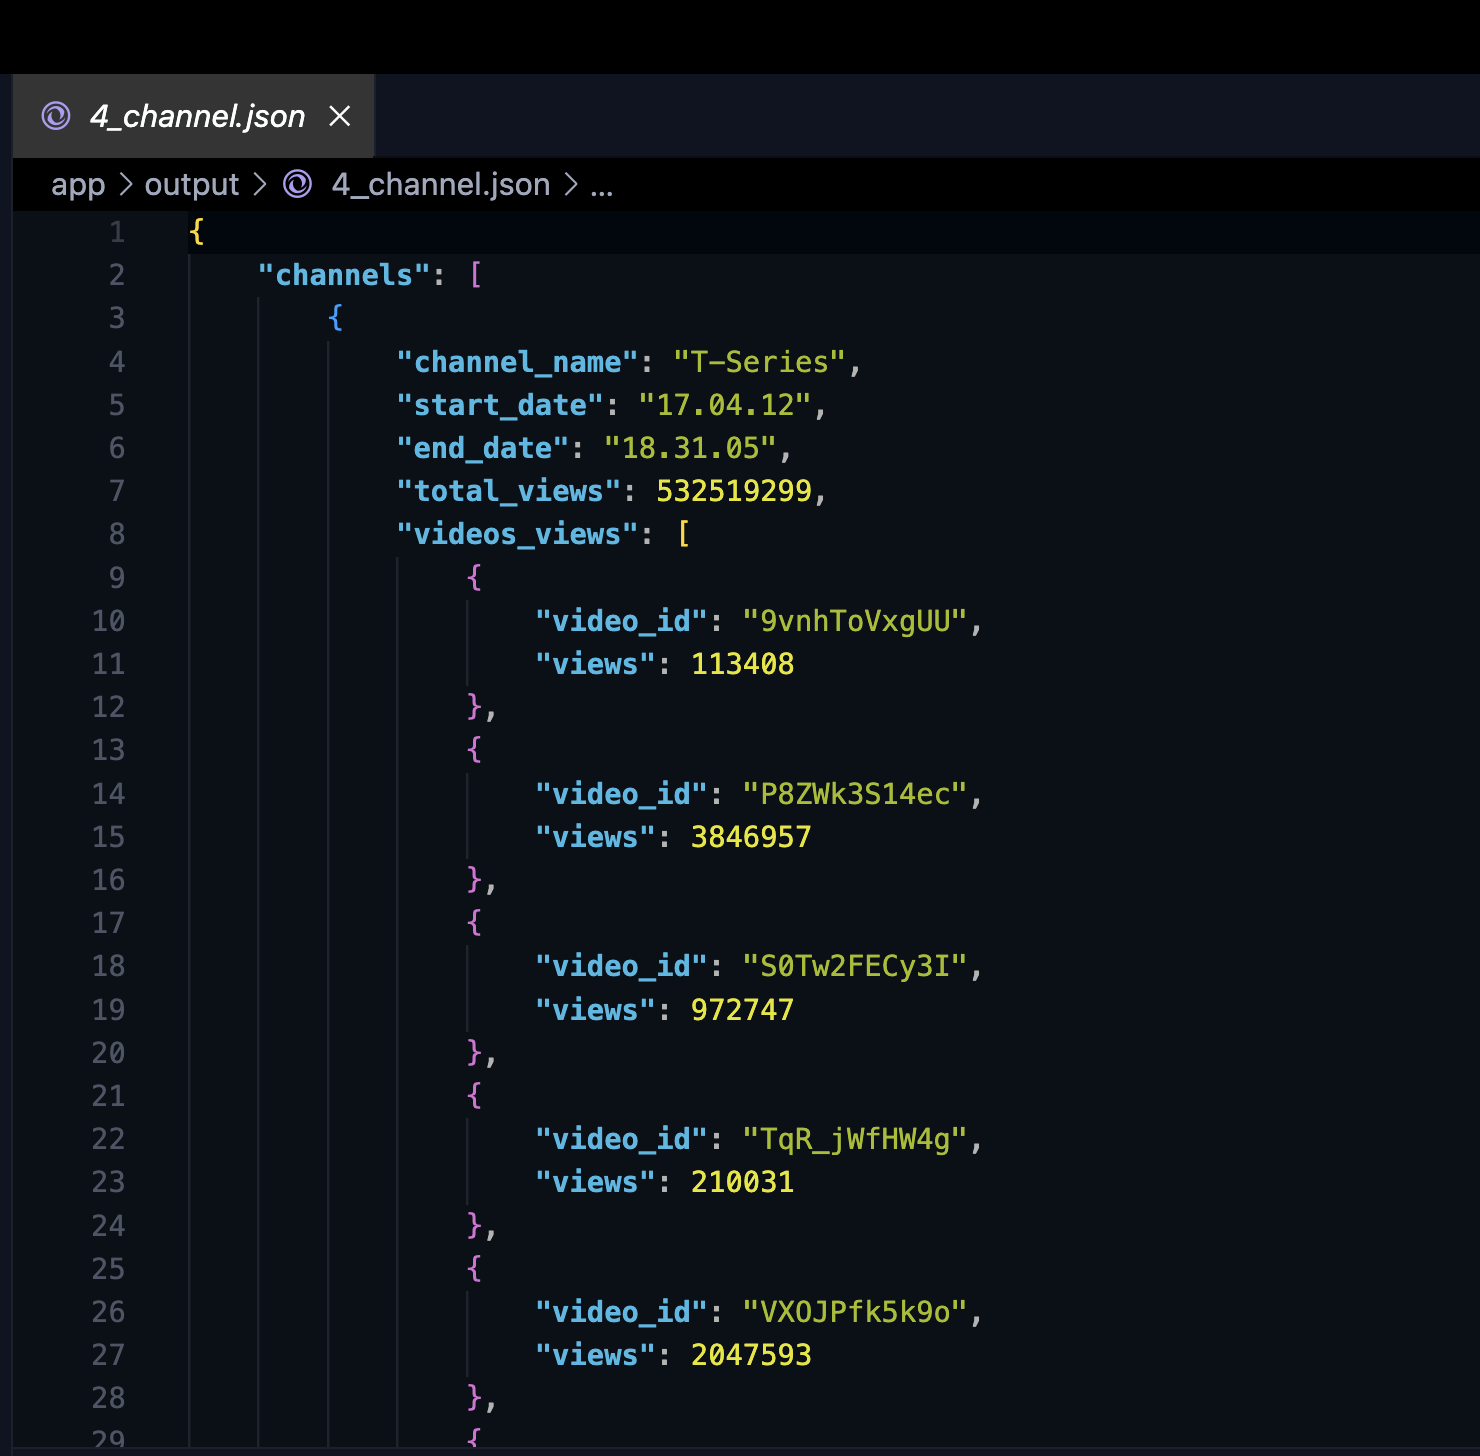 4_channel.json ×
app > output > 4_channel.json > ...
1 {
2 "channels": [
3 {
4 "channel_name": "T-Series",
5 "start_date": "17.04.12",
6 "end_date": "18.31.05",
7 "total_views": 532519299,
8 "videos_views": [
9 {
10 "video_id": "9vnhToVxgUU",
11 "views": 113408
12 },
13 {
14 "video_id": "P8ZWk3S14ec",
15 "views": 3846957
16 },
17 {
18 "video_id": "S0Tw2FECy3I",
19 "views": 972747
20 },
21 {
22 "video_id": "TqR_jWfHW4g",
23 "views": 210031
24 },
25 {
26 "video_id": "VXOJPfk5k9o",
27 "views": 2047593
28 },
29 {